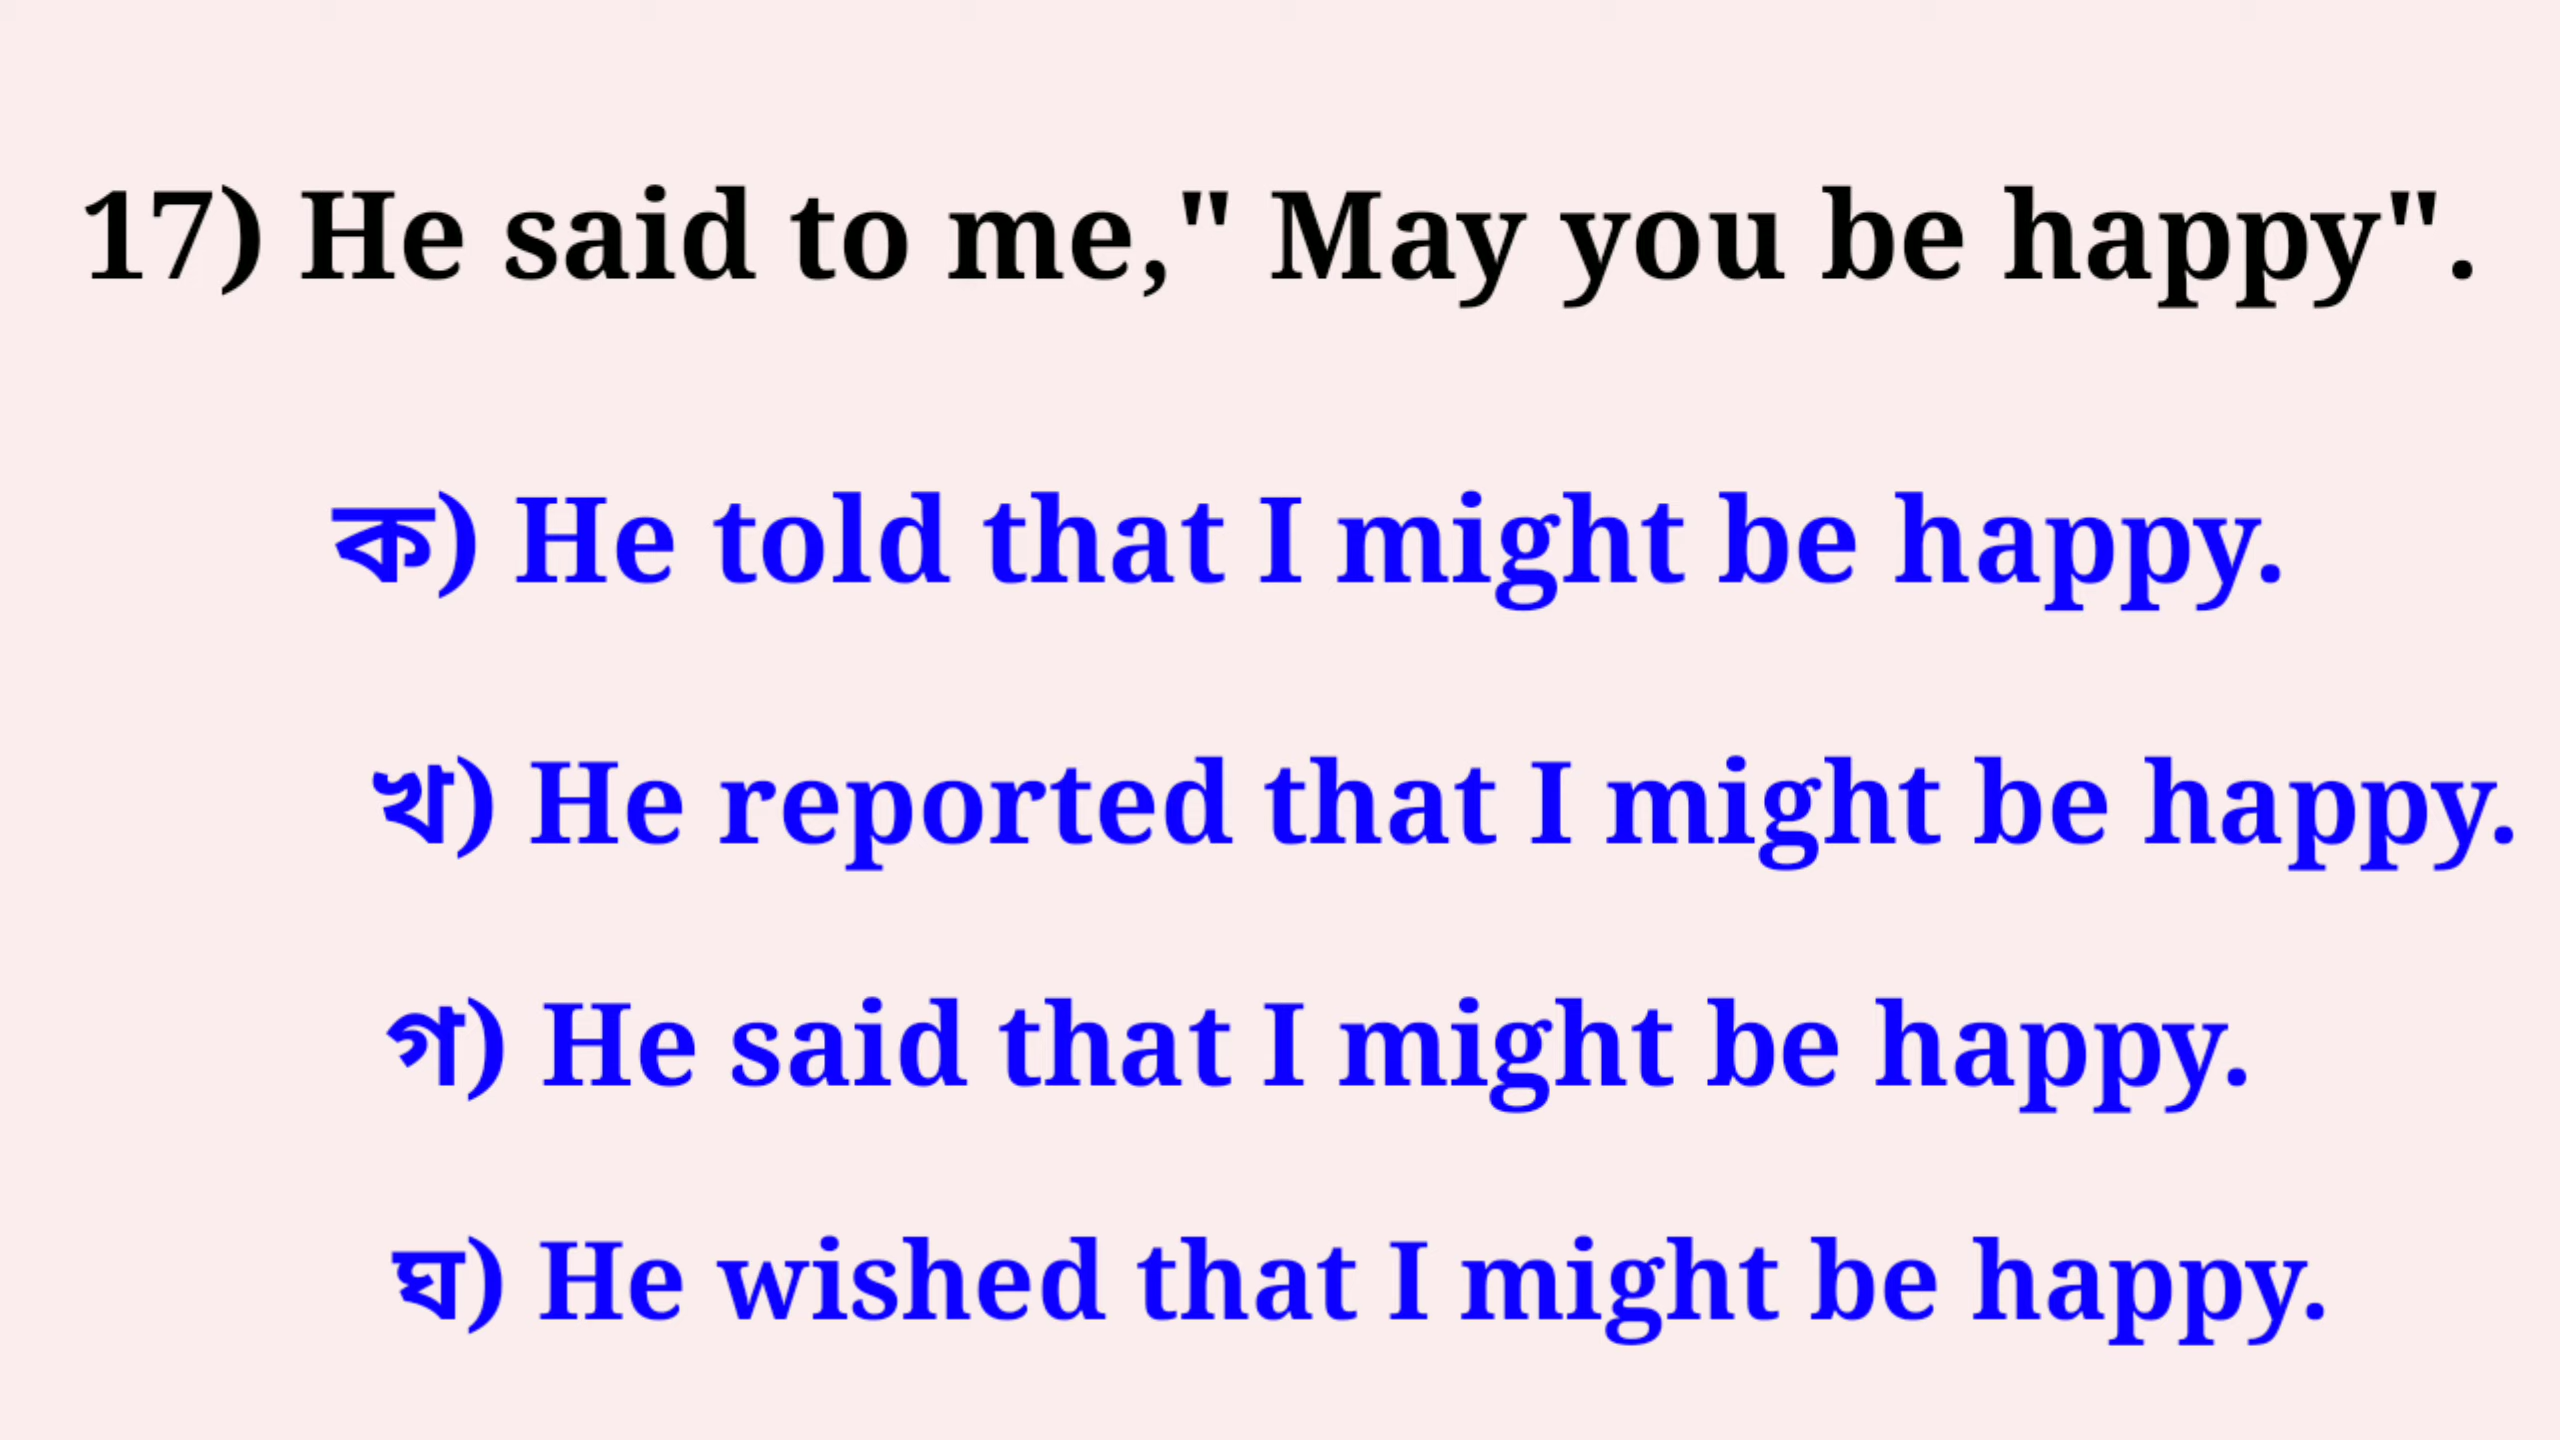 17) He said to me," May you be happy".
ক) He told that I might be happy.
খ) He reported that I might be happy.
গ) He said that I might be happy.
ঘ) He wished that I might be happy.